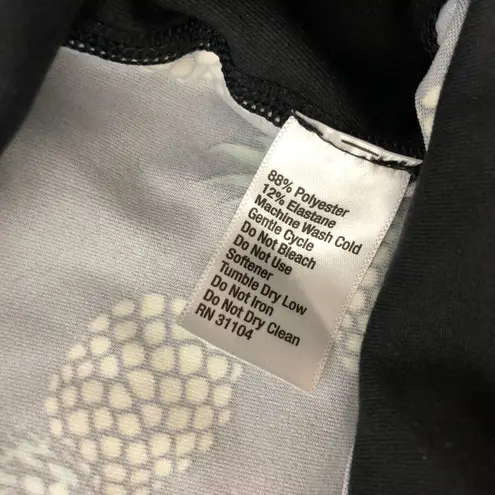 88% Polyester
12% Elastane
Machine Wash Cold
Gentle Cycle
Do Not Bleach
Do Not Use
Softener
Tumble Dry Low
Do Not Iron
Do Not Dry Clean
RN 31104